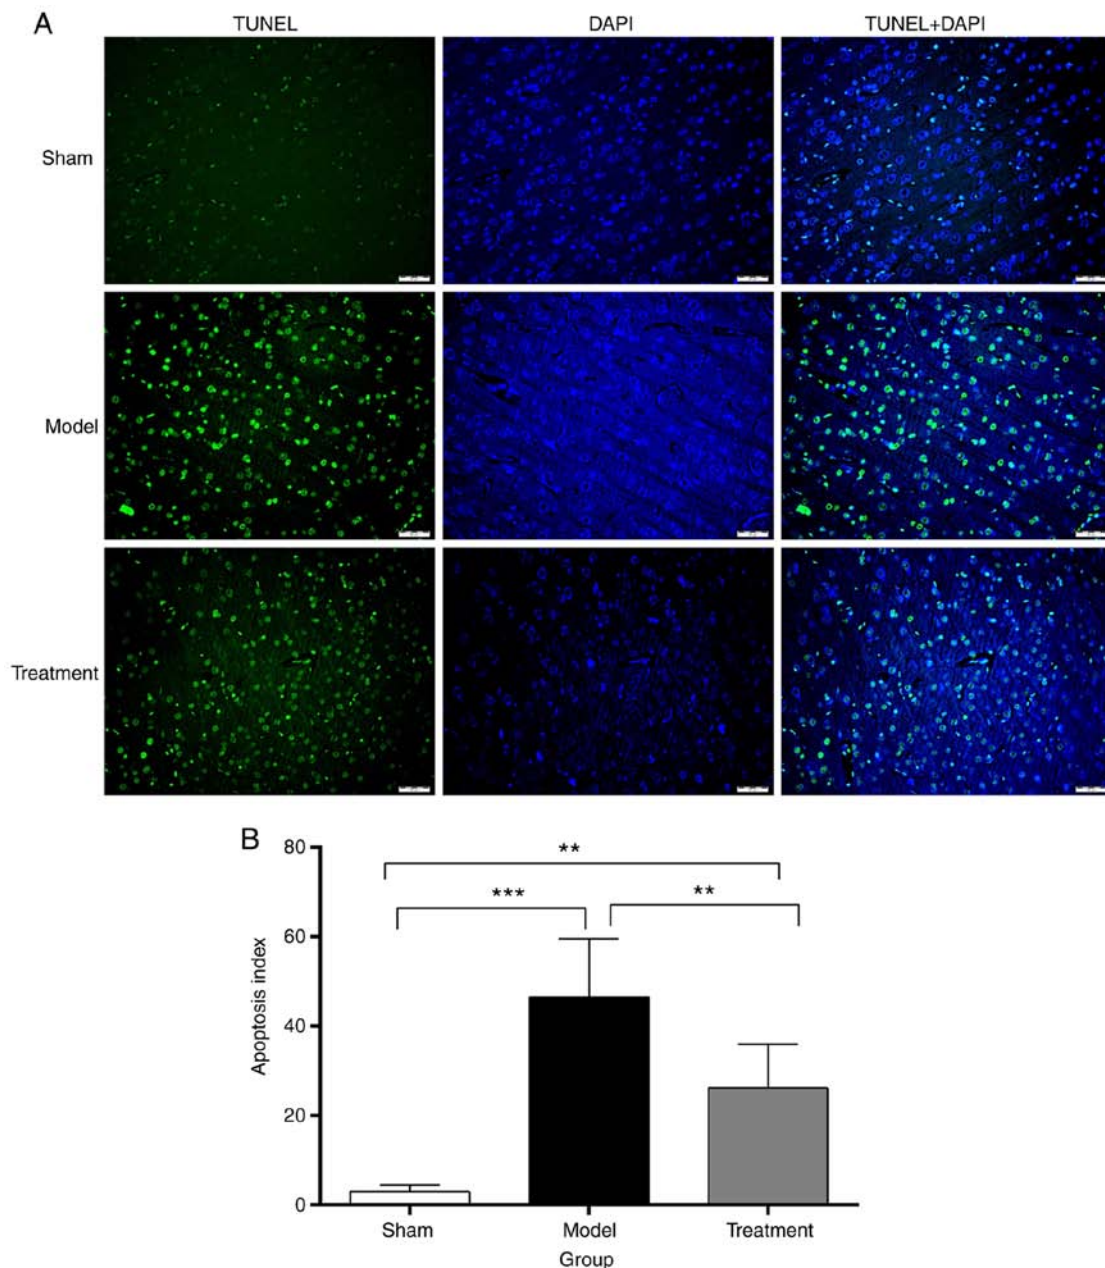 A
TUNEL DAPI TUNEL+DAPI
Sham
Model
Treatment
B
80
60
40
20
0
**
*** **
Apoptosis index
Sham Model Treatment
Group